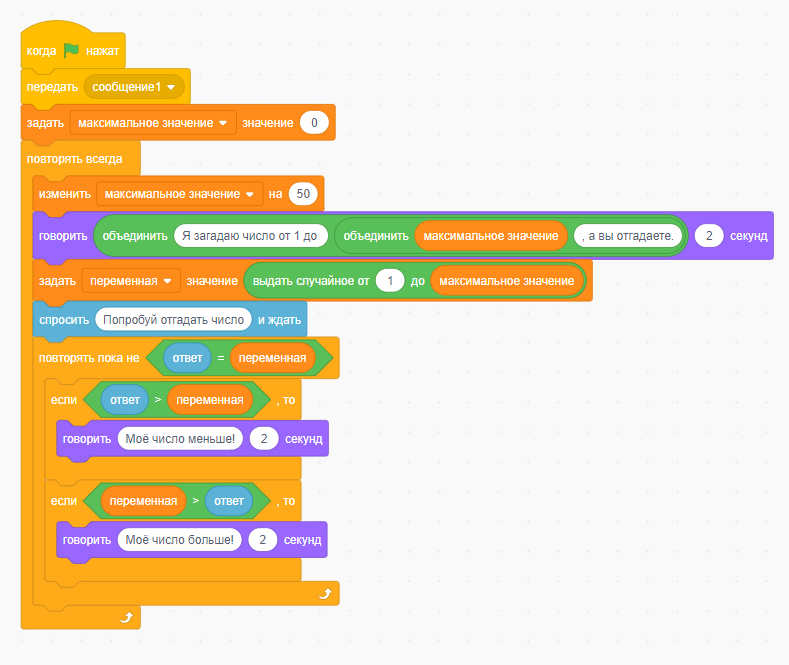 когда нажат
передать сообщение1
задать максимальное значение значение 0
повторять всегда
изменить максимальное значение на 50
говорить объединить Я загадаю число от 1 до объединить максимальное значение , а вы отгадаете. 2 секунд
задать переменная значение выдать случайное от 1 до максимальное значение
спросить Попробуй отгадать число и ждать
повторять пока не ответ = переменная
если ответ > переменная , то
говорить Моё число меньше! 2 секунд
если переменная > ответ , то
говорить Моё число больше! 2 секунд